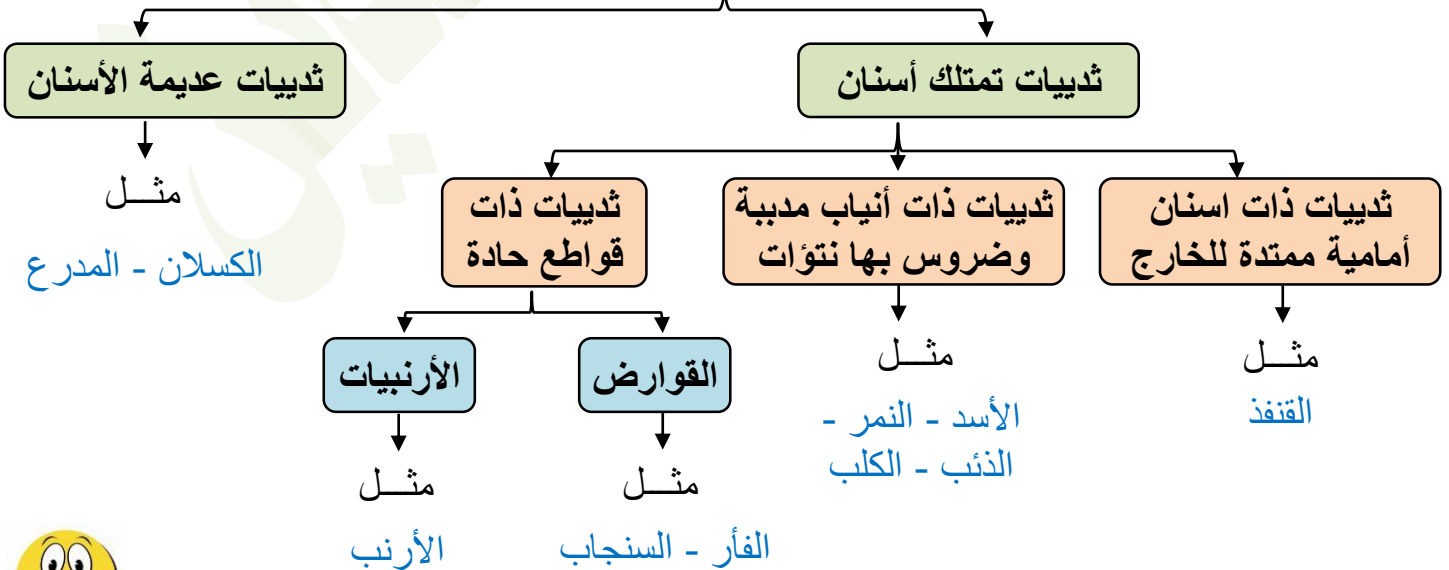 ثدييات تمتلك أسنان
ثدييات عديمة الأسنان
مثـــل
الكسلان - المدرع
ثدييات ذات اسنان
أمامية ممتدة للخارج
ثدييات ذات أنياب مدببة
وضروس بها نتؤات
ثدييات ذات
قواطع حادة
مثـــل
القنفذ
مثـــل
الأسد - النمر -
الذئب - الكلب
القوارض
الأرنبيات
مثـــل
الفأر - السنجاب
مثـــل
الأرنب